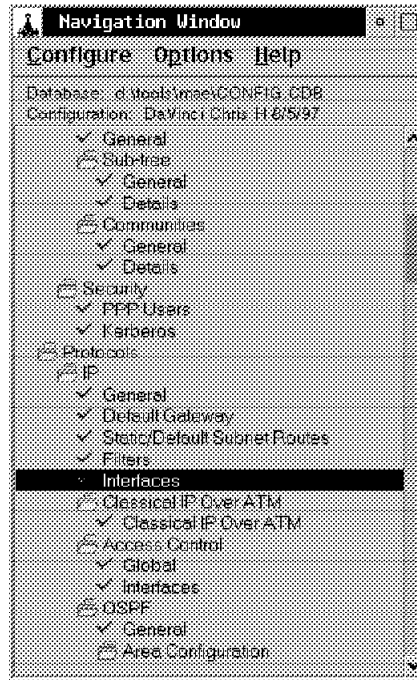 Navigation Window
Configure Options Help
Database: d:\tools\mae\CONFIG.CDB
Configuration: DaVinci Chris H 8/5/97
General
Sub-tree
General
Details
Communities
General
Details
Security
PPP Users
Kerberos
Protocols
IP
General
Default Gateway
Static/Default Subnet Routes
Filters
Interfaces
Classical IP Over ATM
Classical IP Over ATM
Access Control
Global
Interfaces
OSPF
General
Area Configuration